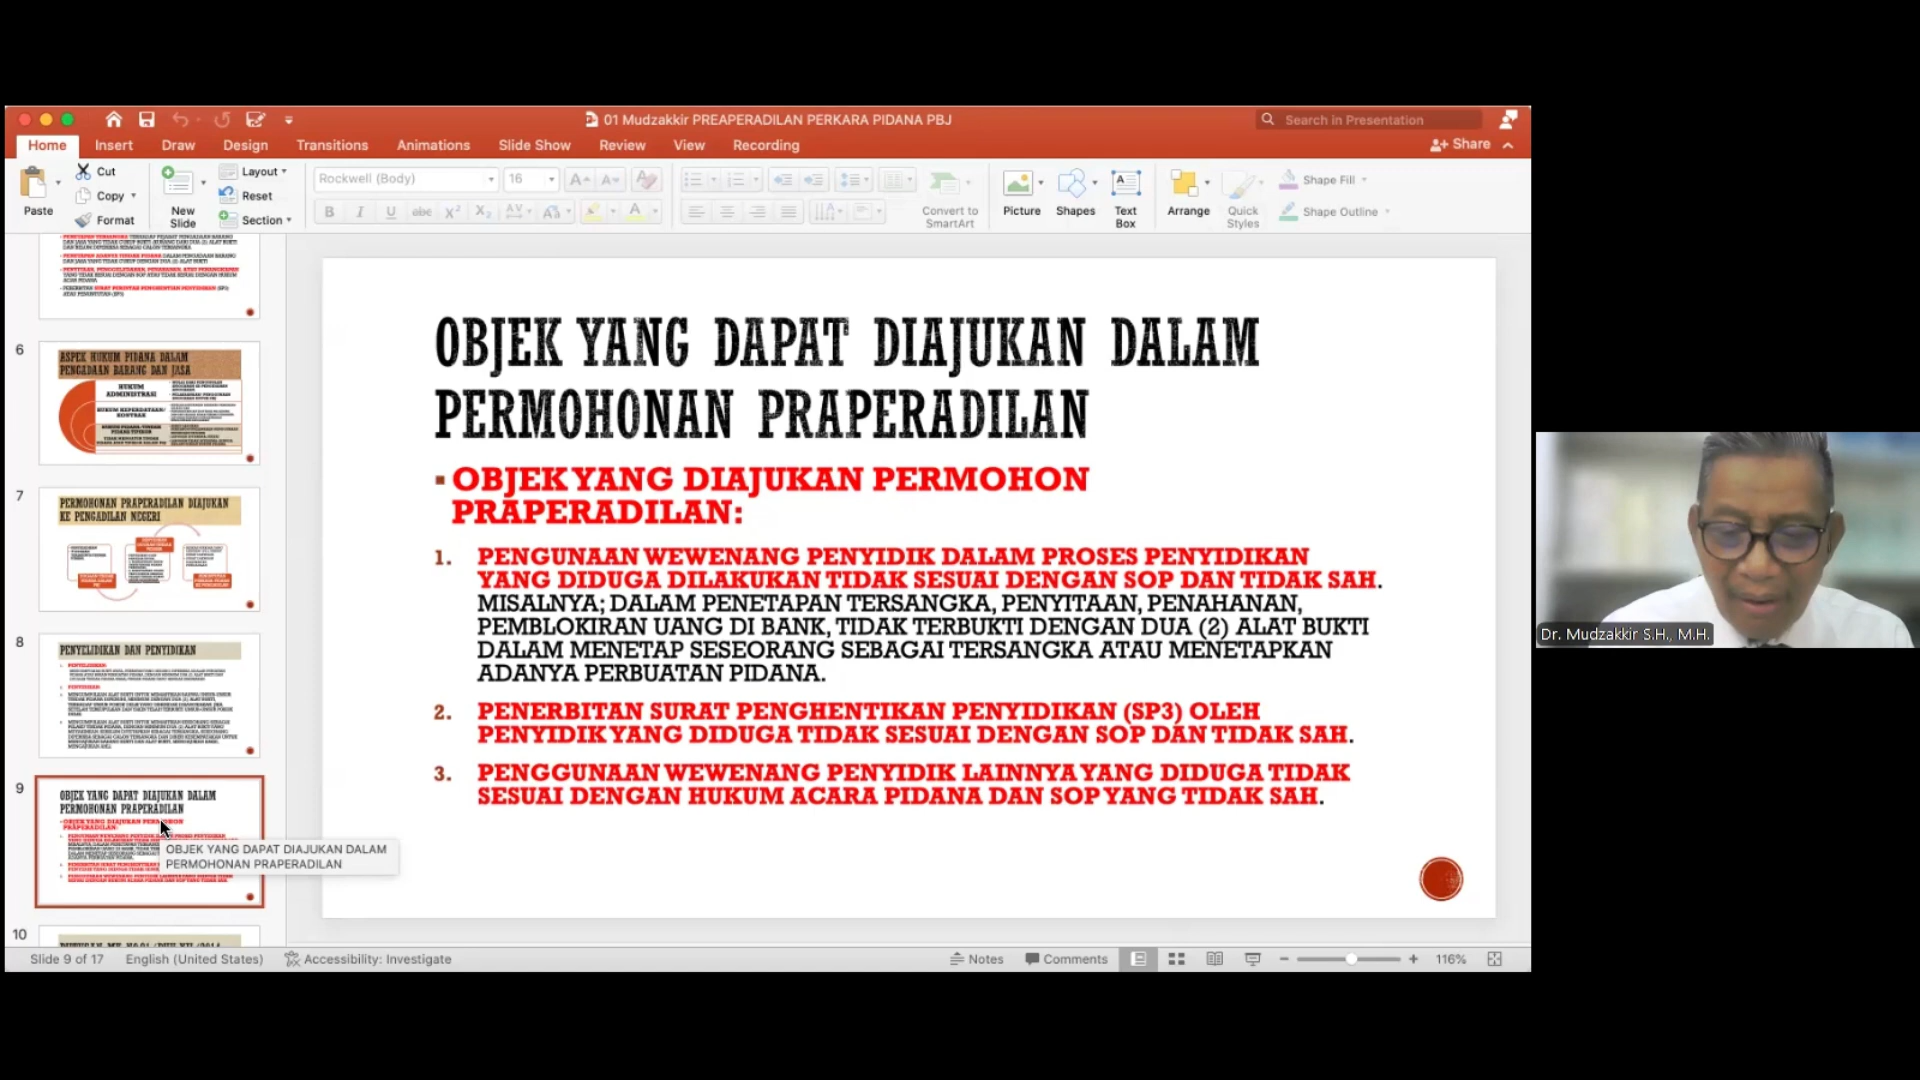 01 Mudzakkir PREAPERADILAN PERKARA PIDANA PBJ
Search in Presentation
Home
Insert
Draw
Design
Transitions
Animations
Slide Show
Review
View
Recording
Share
Paste
Cut
Copy
Format
New
Slide
Layout
Reset
Section
Rockwell (Body)
16
Convert to
SmartArt
Picture
Shapes
Text
Box
Arrange
Quick
Styles
Shape Fill
Shape Outline
6
ASPEK HUKUM PIDANA DALAM
PENGADAAN BARANG DAN JASA
HUKUM
ADMINISTRASI
HUKUM KEPERDATAAN/
KONTRAK
7
PERMOHONAN PRAPERADILAN DIAJUKAN
KE PENGADILAN NEGERI
8
PENYELIDIKAN DAN PENYIDIKAN
9
OBJEK YANG DAPAT DIAJUKAN DALAM
PERMOHONAN PRAPERADILAN
OBJEK YANG DAPAT DIAJUKAN DALAM
PERMOHONAN PRAPERADILAN
10
OBJEK YANG DAPAT DIAJUKAN DALAM
PERMOHONAN PRAPERADILAN
▪ OBJEK YANG DIAJUKAN PERMOHON
PRAPERADILAN:
1. PENGUNAAN WEWENANG PENYIDIK DALAM PROSES PENYIDIKAN
YANG DIDUGA DILAKUKAN TIDAK SESUAI DENGAN SOP DAN TIDAK SAH.
MISALNYA; DALAM PENETAPAN TERSANGKA, PENYITAAN, PENAHANAN,
PEMBLOKIRAN UANG DI BANK, TIDAK TERBUKTI DENGAN DUA (2) ALAT BUKTI
DALAM MENETAP SESEORANG SEBAGAI TERSANGKA ATAU MENETAPKAN
ADANYA PERBUATAN PIDANA.
2. PENERBITAN SURAT PENGHENTIKAN PENYIDIKAN (SP3) OLEH
PENYIDIK YANG DIDUGA TIDAK SESUAI DENGAN SOP DAN TIDAK SAH.
3. PENGGUNAAN WEWENANG PENYIDIK LAINNYA YANG DIDUGA TIDAK
SESUAI DENGAN HUKUM ACARA PIDANA DAN SOP YANG TIDAK SAH.
Dr. Mudzakkir S.H., M.H.
Slide 9 of 17
English (United States)
Accessibility: Investigate
Notes
Comments
116%